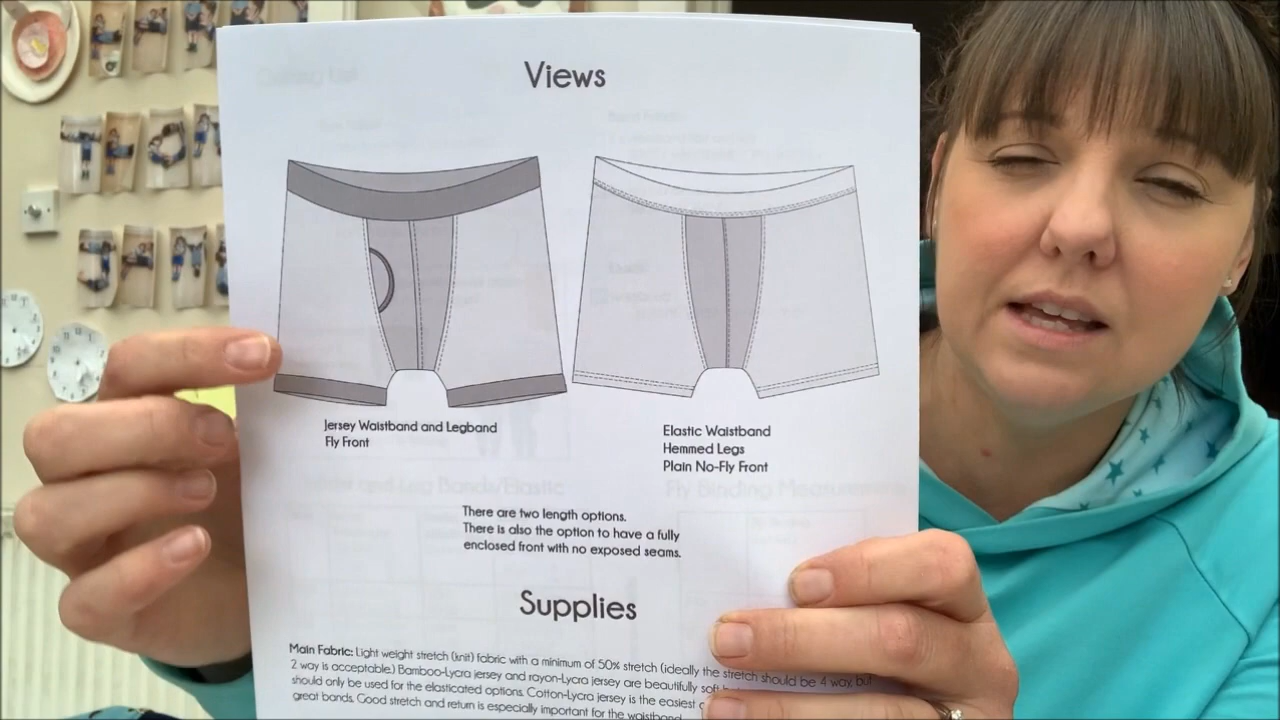 Views
Jersey Waistband and Legband
Fly Front
Elastic Waistband
Hemmed Legs
Plain No-Fly Front
There are two length options.
There is also the option to have a fully
enclosed front with no exposed seams.
Supplies
Main Fabric: Light weight stretch (knit) fabric with a minimum of 50% stretch (ideally the stretch should be 4 way, but
2 way is acceptable.) Bamboo-Lycra jersey and rayon-Lycra jersey are beautifully soft
should only be used for the elasticated options. Cotton-Lycra jersey is the easiest
great bands. Good stretch and return is especially important for the waistband